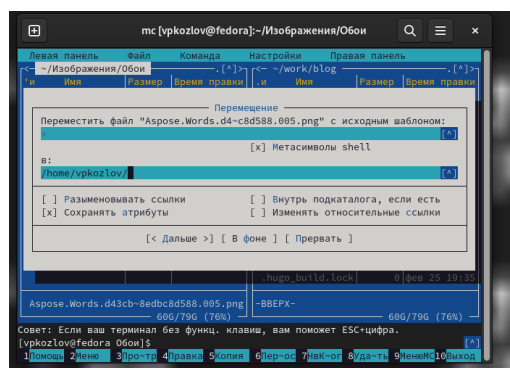 mc [vpkozlov@fedora]:~/Изображения/Обои
Левая панель Файл Команда Настройки Правая панель
<— ~/Изображения/Обои —.[^]> <— ~/work/blog —.[^]>
'и Имя Размер Время правки .и Имя Размер Время правки
Перемещение
Переместить файл "Aspose.Words.d4~c8d588.005.png" с исходным шаблоном:
* [^]
[x] Метасимволы shell
в:
/home/vpkozlov/ [^]
[ ] Разыменовывать ссылки [ ] Внутрь подкаталога, если есть
[x] Сохранять атрибуты [ ] Изменять относительные ссылки
[< Дальше >] [ В фоне ] [ Прервать ]
.hugo_build.lock 0 фев 25 19:35
Aspose.Words.d43cb~8edbc8d588.005.png -ВВЕРХ-
60G/79G (76%) 60G/79G (76%)
Совет: Если ваш терминал без функц. клавиш, вам поможет ESC+цифра.
[vpkozlov@fedora Обои]$ [^]
1Помощь 2Меню 3Про~тр 4Правка 5Копия 6Пер~ос 7НвК~ог 8Уда~ть 9МенюMC 10Выход